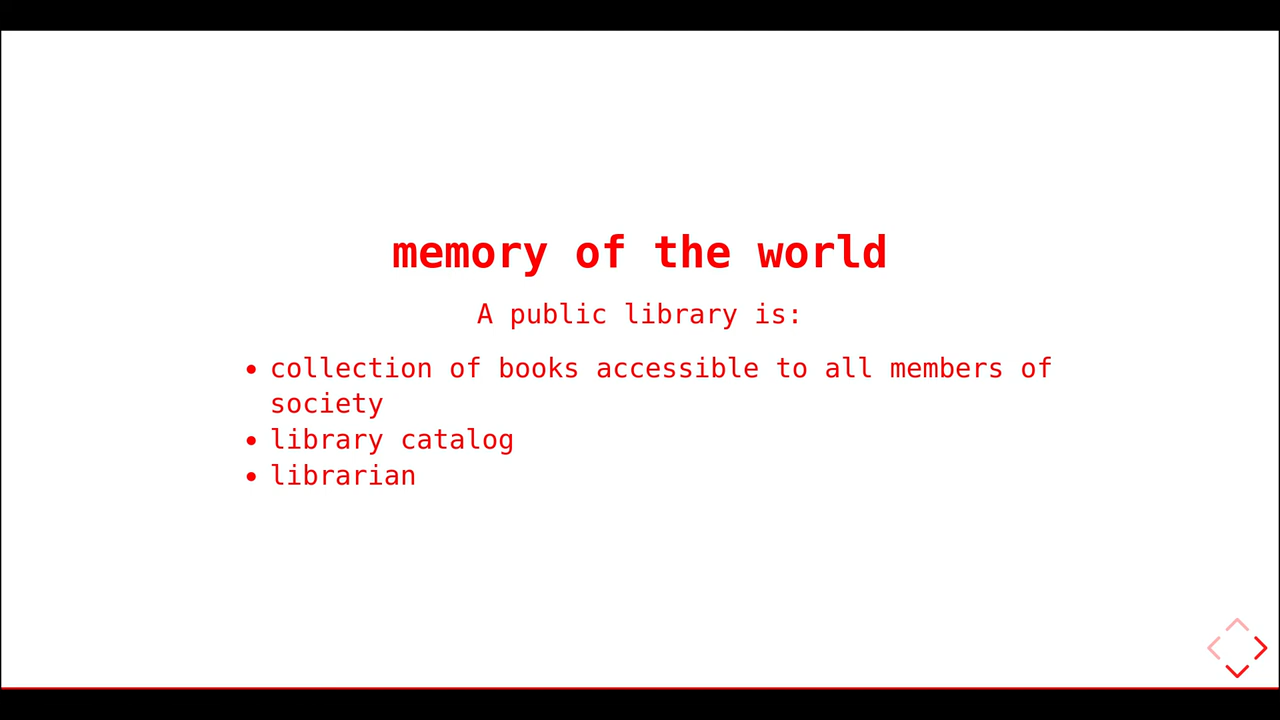 memory of the world
A public library is:
• collection of books accessible to all members of
society
• library catalog
• librarian